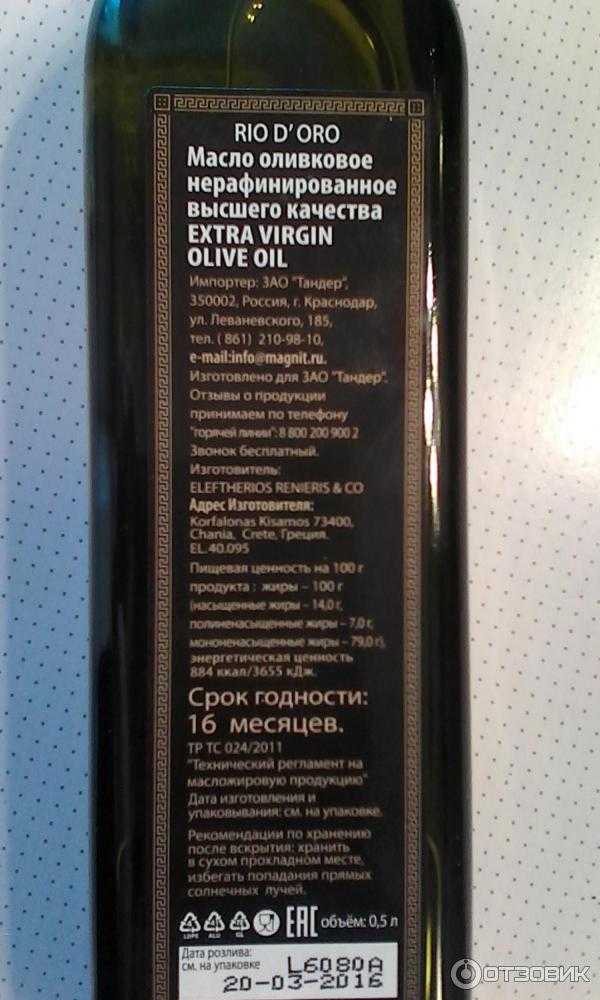 RIO D'ORO
Масло оливковое
нерафинированное
высшего качества
EXTRA VIRGIN
OLIVE OIL
Импортер: ЗАО "Тандер",
350002, Россия, г. Краснодар,
ул. Леваневского, 185,
тел. ( 861) 210-98-10,
e-mail:info@magnit.ru.
Изготовлено для ЗАО "Тандер".
Отзывы о продукции
принимаем по телефону
"горячей линии": 8 800 200 900 2
Звонок бесплатный.
Изготовитель:
ELEFTHERIOS RENIERIS & CO
Адрес Изготовителя:
Korfalonas Kisamos 73400,
Chania, Crete, Греция.
EL. 40.095
Пищевая ценность на 100 г
продукта : жиры – 100 г
(насыщенные жиры – 14,0 г,
полиненасыщенные жиры – 7,0 г,
мононенасыщенные жиры – 79,0 г),
энергетическая ценность
884 ккал/3655 кДж.
Срок годности:
16 месяцев.
ТР ТС 024/2011
"Технический регламент на
масложировую продукцию"
Дата изготовления и
упаковывания: см. на упаковке.
Рекомендации по хранению
после вскрытия: хранить
в сухом прохладном месте,
избегать попадания прямых
солнечных лучей.
LDPE ALU GL EAC объём: 0,5 л
Дата розлива:
см. на упаковке L6080A
20-03-2016
ОТЗОВИК